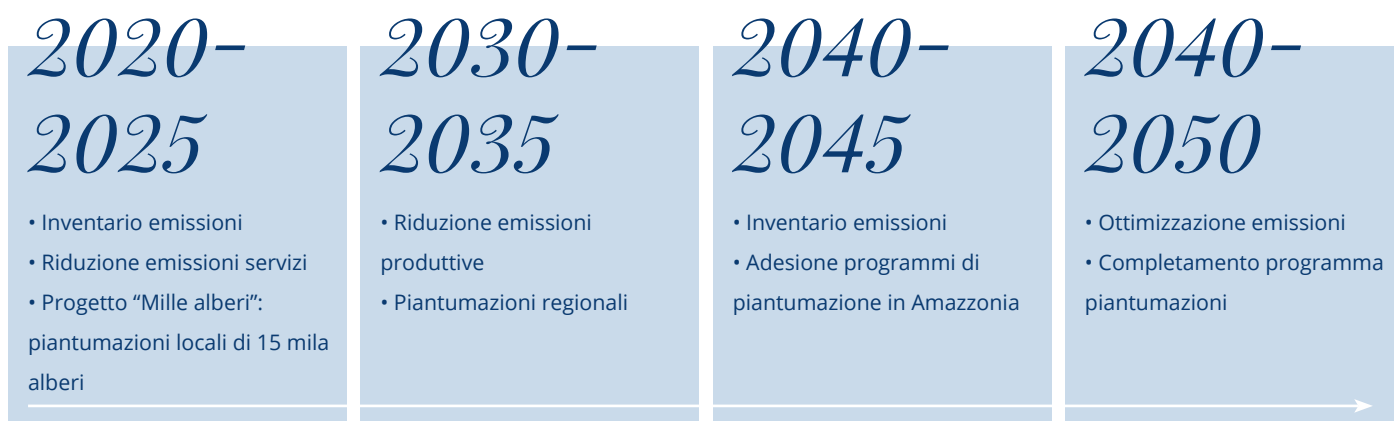 2020–
2025
• Inventario emissioni
• Riduzione emissioni servizi
• Progetto “Mille alberi”:
piantumazioni locali di 15 mila
alberi
2030–
2035
• Riduzione emissioni
produttive
• Piantumazioni regionali
2040–
2045
• Inventario emissioni
• Adesione programmi di
piantumazione in Amazzonia
2040–
2050
• Ottimizzazione emissioni
• Completamento programma
piantumazioni